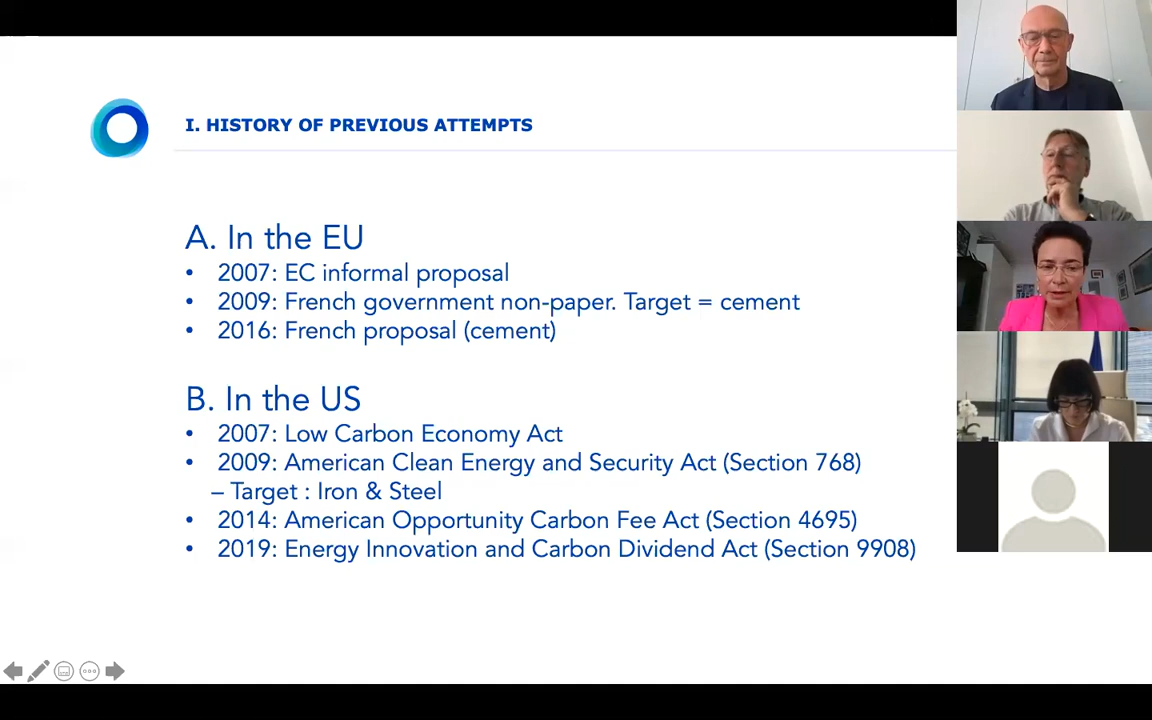 I. HISTORY OF PREVIOUS ATTEMPTS
A. In the EU
• 2007: EC informal proposal
• 2009: French government non-paper. Target = cement
• 2016: French proposal (cement)
B. In the US
• 2007: Low Carbon Economy Act
• 2009: American Clean Energy and Security Act (Section 768)
– Target : Iron & Steel
• 2014: American Opportunity Carbon Fee Act (Section 4695)
• 2019: Energy Innovation and Carbon Dividend Act (Section 9908)